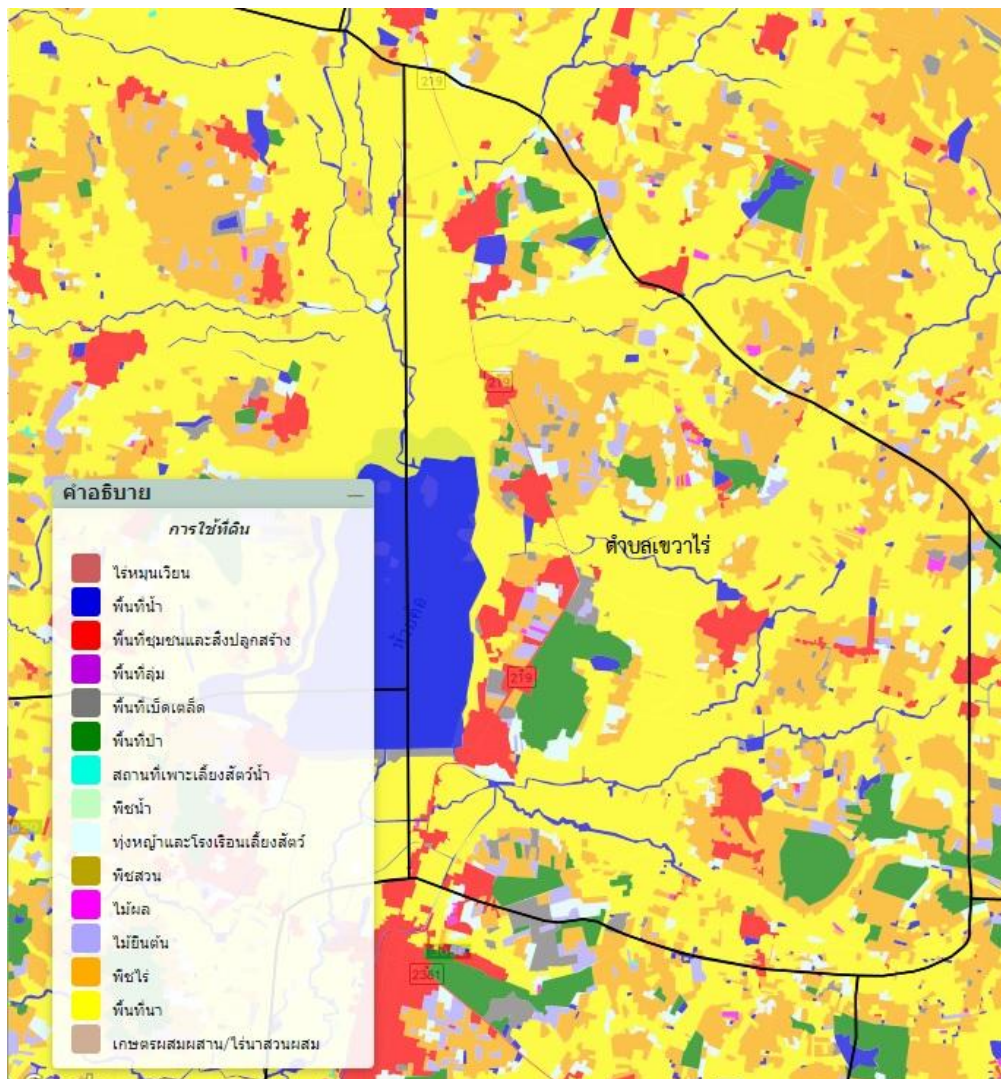 219
219
คำอธิบาย
การใช้ที่ดิน
ตำบลเขวาไร่
ไร่หมุนเวียน
พื้นที่น้ำ
พื้นที่ชุมชนและสิ่งปลูกสร้าง
พื้นที่ลุ่ม
219
พื้นที่เบ็ดเตล็ด
พื้นที่ป่า
สถานที่เพาะเลี้ยงสัตว์น้ำ
พืชน้ำ
ทุ่งหญ้าและโรงเรือนเลี้ยงสัตว์
พืชสวน
ไม้ผล
ไม้ยืนต้น
พืชไร่
2381
พื้นที่นา
เกษตรผสมผสาน/ไร่นาสวนผสม